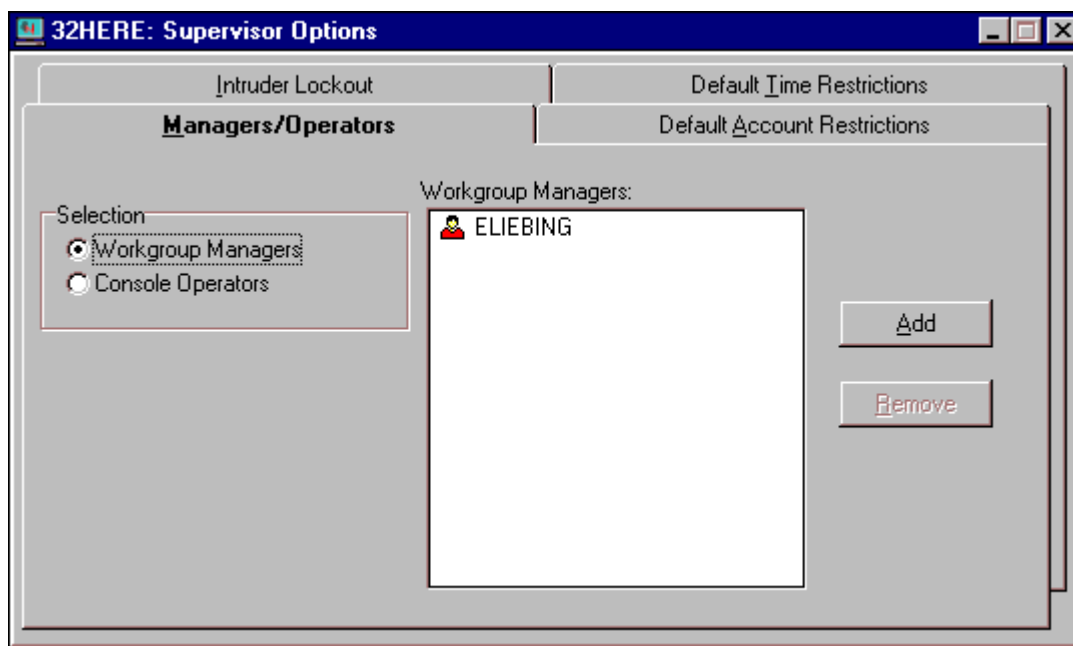 32HERE: Supervisor Options
Intruder Lockout
Default Time Restrictions
Managers/Operators
Default Account Restrictions
Workgroup Managers:
Selection
Workgroup Managers
Console Operators
ELIEBING
Add
Remove